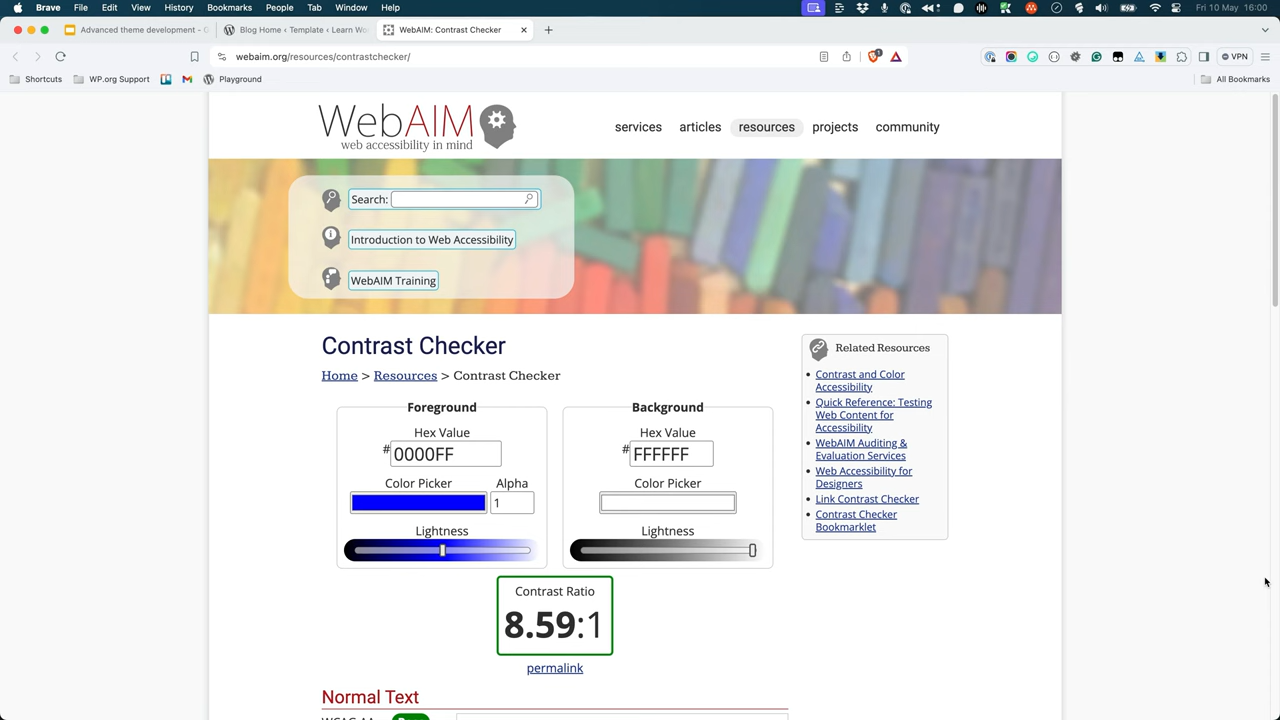 Brave File Edit View History Bookmarks People Tab Window Help
Fri 10 May 16:00
Advanced theme development - G
Blog Home ‹ Template ‹ Learn Wo
WebAIM: Contrast Checker
webaim.org/resources/contrastchecker/
1
VPN
Shortcuts
WP.org Support
Playground
All Bookmarks
WebAIM
web accessibility in mind
services articles resources projects community
Search:
Introduction to Web Accessibility
WebAIM Training
Contrast Checker
Home > Resources > Contrast Checker
Foreground
Hex Value
# 0000FF
Color Picker Alpha
1
Lightness
Background
Hex Value
# FFFFFF
Color Picker
Lightness
Contrast Ratio
8.59:1
permalink
Normal Text
Related Resources
Contrast and Color
Accessibility
Quick Reference: Testing
Web Content for
Accessibility
WebAIM Auditing &
Evaluation Services
Web Accessibility for
Designers
Link Contrast Checker
Contrast Checker
Bookmarklet